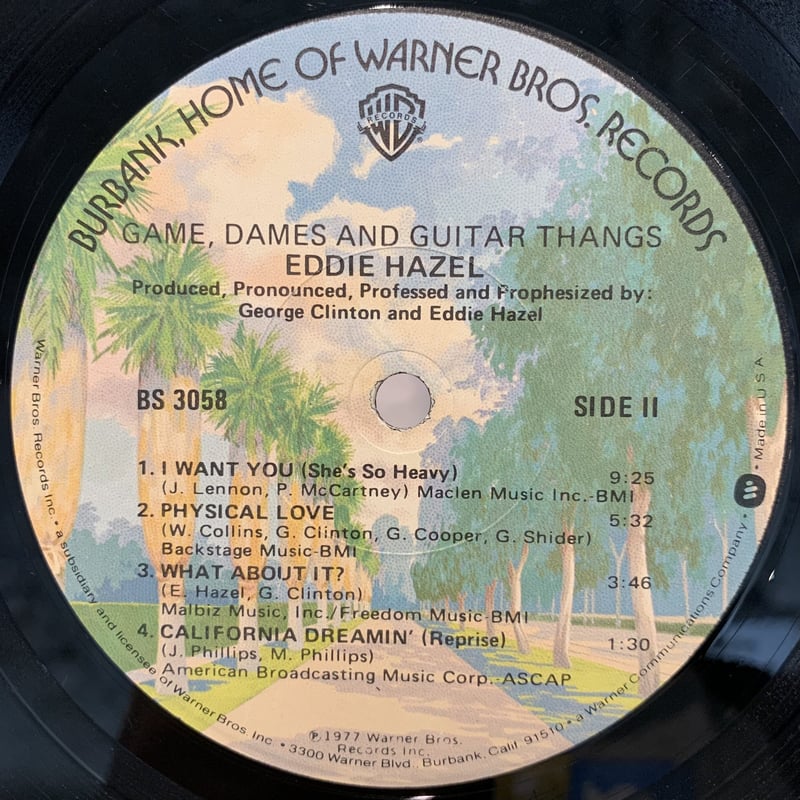 BURBANK, HOME OF WARNER BROS. RECORDS
RECORDS
GAME, DAMES AND GUITAR THANGS
EDDIE HAZEL
Produced, Pronounced, Professed and Prophesized by:
George Clinton and Eddie Hazel
BS 3058
SIDE II
1. I WANT YOU (She's So Heavy) 9:25
(J. Lennon, P. McCartney) Maclen Music Inc.-BMI
2. PHYSICAL LOVE 5:32
(W. Collins, G. Clinton, G. Cooper, G. Shider)
Backstage Music-BMI
3. WHAT ABOUT IT? 3:46
(E. Hazel, G. Clinton)
Malbiz Music, Inc./Freedom Music-BMI
4. CALIFORNIA DREAMIN' (Reprise) 1:30
(J. Phillips, M. Phillips)
American Broadcasting Music Corp.-ASCAP
℗1977 Warner Bros.
Records Inc.
Warner Bros. Records Inc. • a subsidiary and licensee of Warner Bros. Inc. • 3300 Warner Blvd., Burbank, Calif. 91510 • a Warner Communications Company • Made in U S A